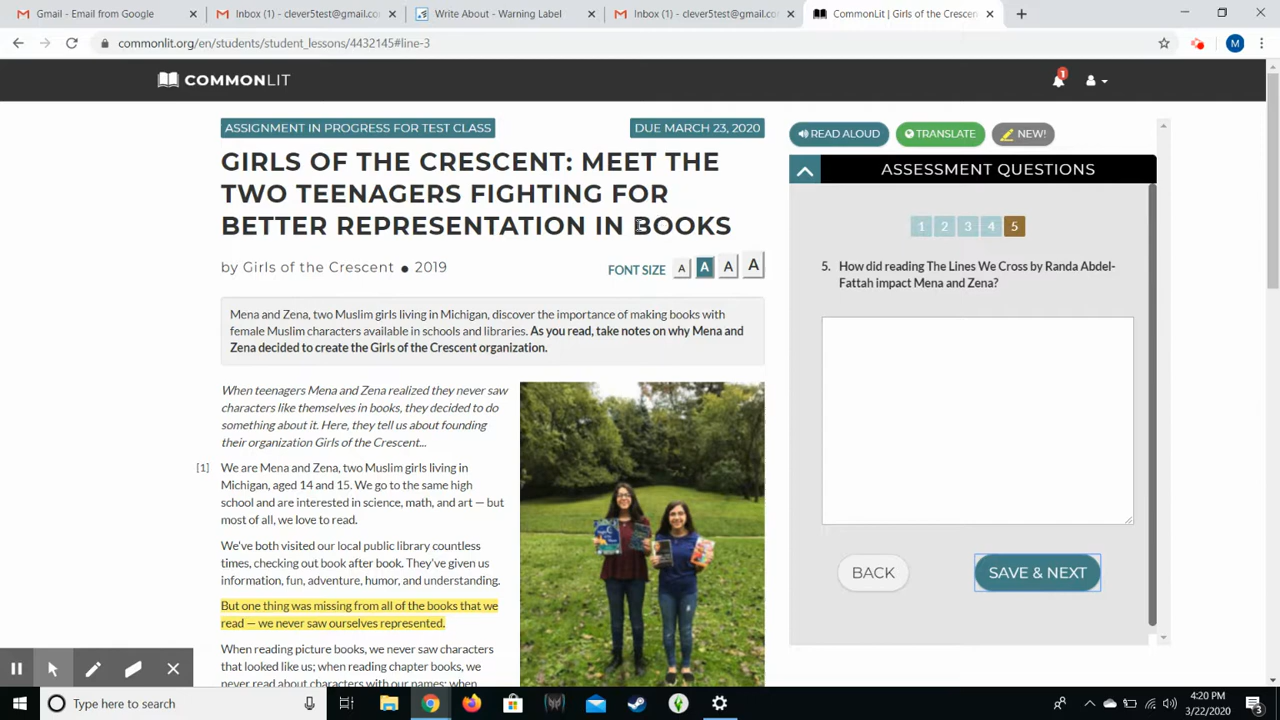 Gmail - Email from Google
Inbox (1) - clever5test@gmail.co
Write About - Warning Label
Inbox (1) - clever5test@gmail.co
CommonLit | Girls of the Crescen
commonlit.org/en/students/student_lessons/4432145#line-3
M
COMMONLIT
1
ASSIGNMENT IN PROGRESS FOR TEST CLASS
DUE MARCH 23, 2020
GIRLS OF THE CRESCENT: MEET THE
TWO TEENAGERS FIGHTING FOR
BETTER REPRESENTATION IN BOOKS
by Girls of the Crescent ● 2019
FONT SIZE A A A A
Mena and Zena, two Muslim girls living in Michigan, discover the importance of making books with
female Muslim characters available in schools and libraries. As you read, take notes on why Mena and
Zena decided to create the Girls of the Crescent organization.
When teenagers Mena and Zena realized they never saw
characters like themselves in books, they decided to do
something about it. Here, they tell us about founding
their organization Girls of the Crescent...
[1] We are Mena and Zena, two Muslim girls living in
Michigan, aged 14 and 15. We go to the same high
school and are interested in science, math, and art — but
most of all, we love to read.
We've both visited our local public library countless
times, checking out book after book. They've given us
information, fun, adventure, humor, and understanding.
But one thing was missing from all of the books that we
read — we never saw ourselves represented.
When reading picture books, we never saw characters
that looked like us; when reading chapter books, we
never read about characters with our names; when
READ ALOUD
TRANSLATE
NEW!
ASSESSMENT QUESTIONS
1 2 3 4 5
5. How did reading The Lines We Cross by Randa Abdel-
Fattah impact Mena and Zena?
BACK
SAVE & NEXT
Type here to search
4:20 PM
3/22/2020
3